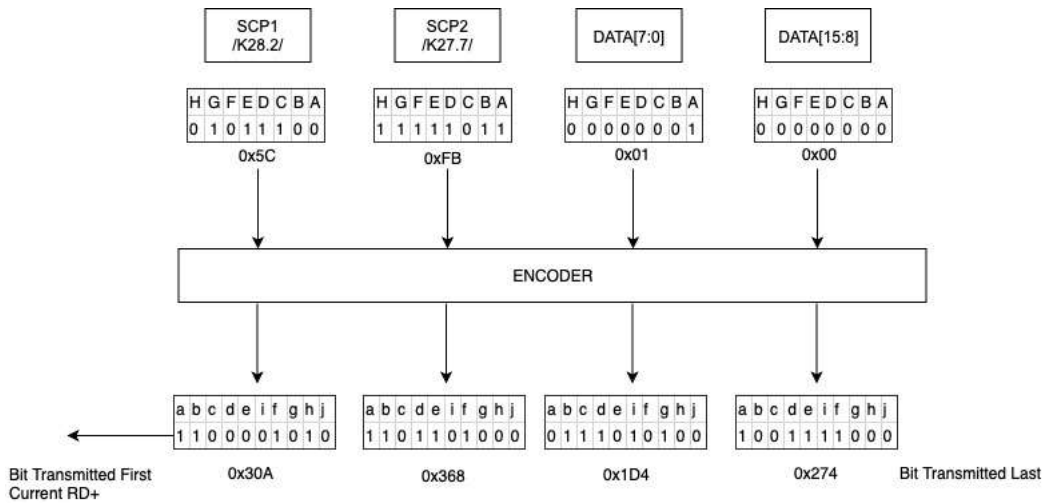 SCP1
/K28.2/
SCP2
/K27.7/
DATA[7:0]
DATA[15:8]
H G F E D C B A
0 1 0 1 1 1 0 0
0x5C
H G F E D C B A
1 1 1 1 1 0 1 1
0xFB
H G F E D C B A
0 0 0 0 0 0 0 1
0x01
H G F E D C B A
0 0 0 0 0 0 0 0
0x00
ENCODER
a b c d e i f g h j
1 1 0 0 0 0 1 0 1 0
0x30A
a b c d e i f g h j
1 1 0 1 1 0 1 0 0 0
0x368
a b c d e i f g h j
0 1 1 1 0 1 0 1 0 0
0x1D4
a b c d e i f g h j
1 0 0 1 1 1 1 0 0 0
0x274
Bit Transmitted First
Current RD+
Bit Transmitted Last